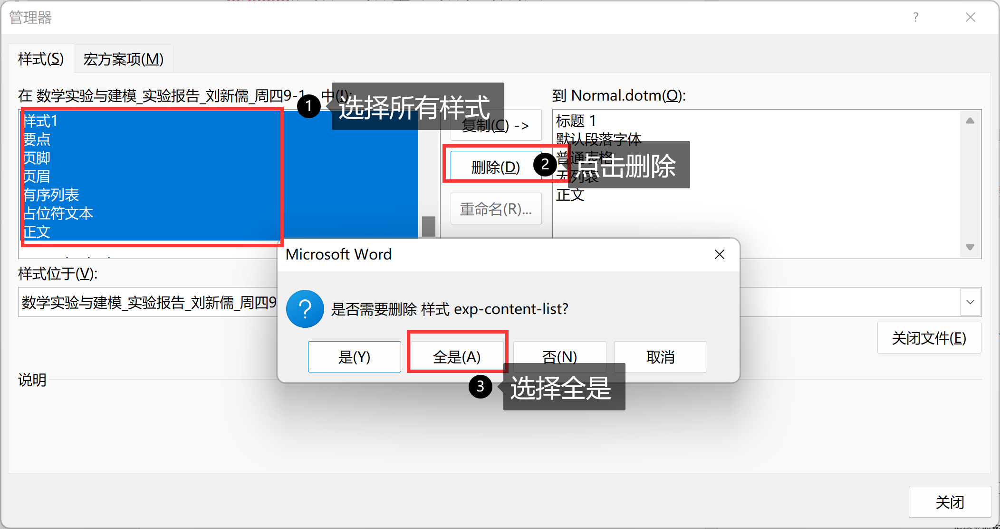 管理器
样式(S)
宏方案项(M)
在 数学实验与建模_实验报告_刘新儒_周四9-1 中(I):
1
选择所有样式
到 Normal.dotm(O):
样式1
要点
页脚
页眉
有序列表
占位符文本
正文
复制(C) ->
删除(D)
2
点击删除
重命名(R)...
标题 1
默认段落字体
普通表格
无列表
正文
样式位于(V):
数学实验与建模_实验报告_刘新儒_周四9
Microsoft Word
是否需要删除 样式 exp-content-list?
是(Y)
全是(A)
否(N)
取消
3
选择全是
关闭文件(E)
说明
关闭